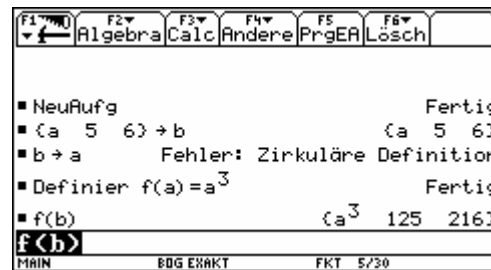 F1 F2 Algebra F3 Calc F4 Andere F5 PrgEA F6 Lösch
▪ NeuAufg Fertig
▪ {a 5 6} → b {a 5 6}
▪ b → a Fehler: Zirkuläre Definition
▪ Definier f(a)=a³ Fertig
▪ f(b) {a³ 125 216}
f(b)
MAIN BOG EXAKT FKT 5/30